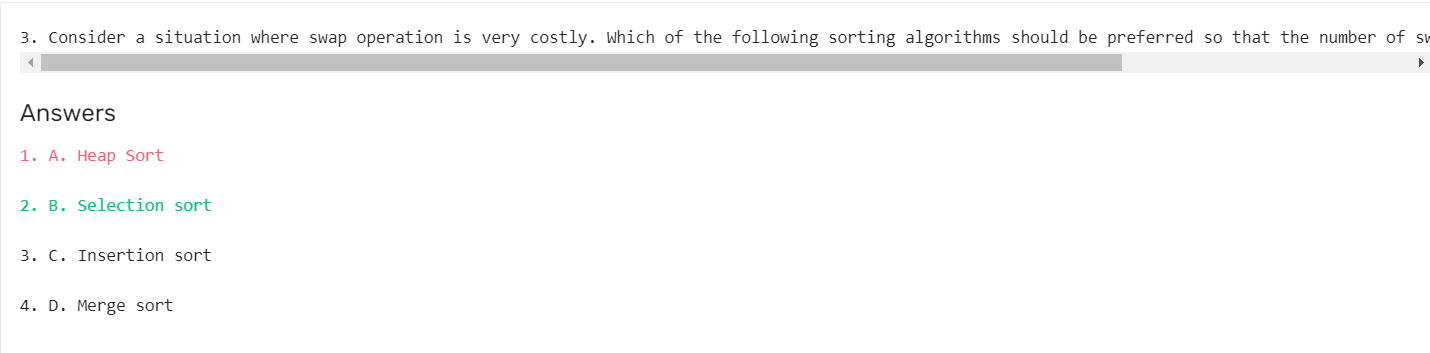 3. Consider a situation where swap operation is very costly. Which of the following sorting algorithms should be preferred so that the number of
Answers
1. A. Heap Sort
2. B. Selection sort
3. C. Insertion sort
4. D. Merge sort